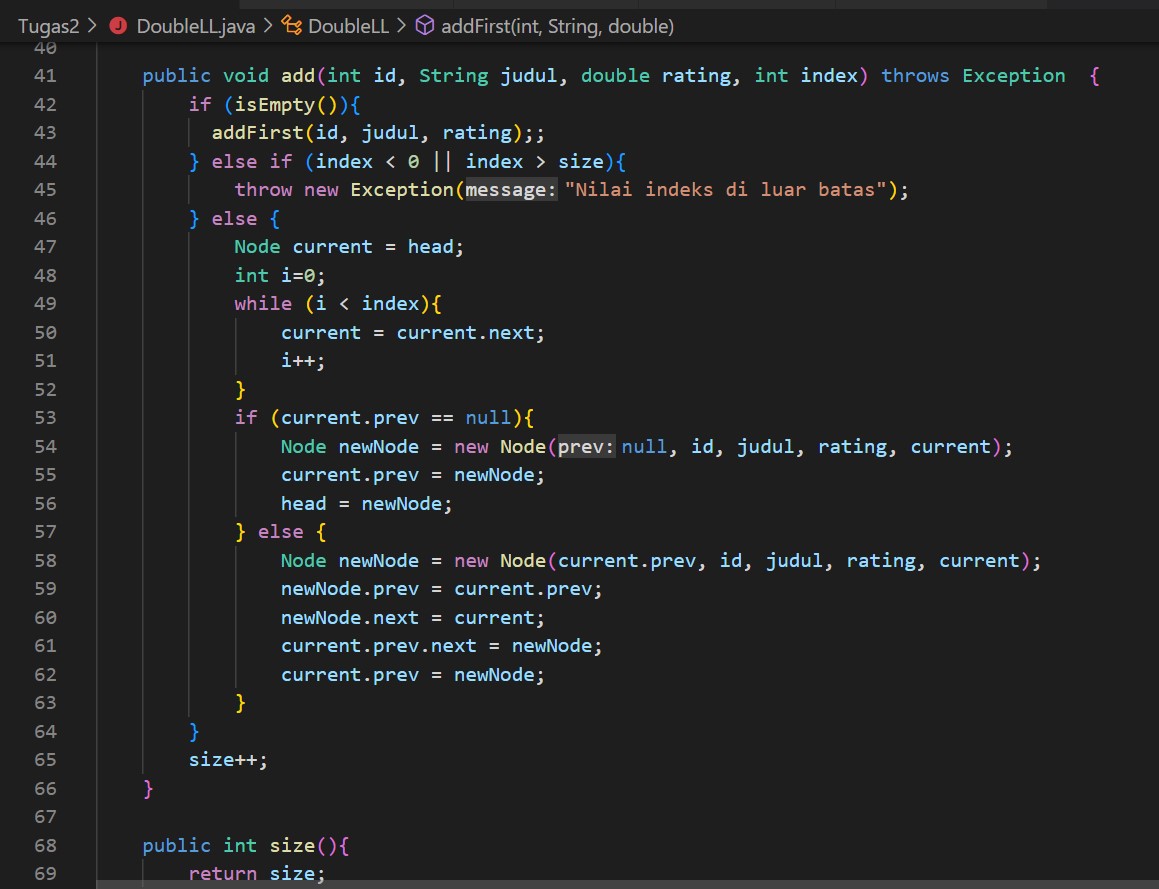 Tugas2 > J DoubleLL.java > DoubleLL > addFirst(int, String, double)
40
41 public void add(int id, String judul, double rating, int index) throws Exception  {
42 if (isEmpty()){
43 addFirst(id, judul, rating);;
44 } else if (index < 0 || index > size){
45 throw new Exception(message: "Nilai indeks di luar batas");
46 } else {
47 Node current = head;
48 int i=0;
49 while (i < index){
50 current = current.next;
51 i++;
52 }
53 if (current.prev == null){
54 Node newNode = new Node(prev: null, id, judul, rating, current);
55 current.prev = newNode;
56 head = newNode;
57 } else {
58 Node newNode = new Node(current.prev, id, judul, rating, current);
59 newNode.prev = current.prev;
60 newNode.next = current;
61 current.prev.next = newNode;
62 current.prev = newNode;
63 }
64 }
65 size++;
66 }
67
68 public int size(){
69 return size;